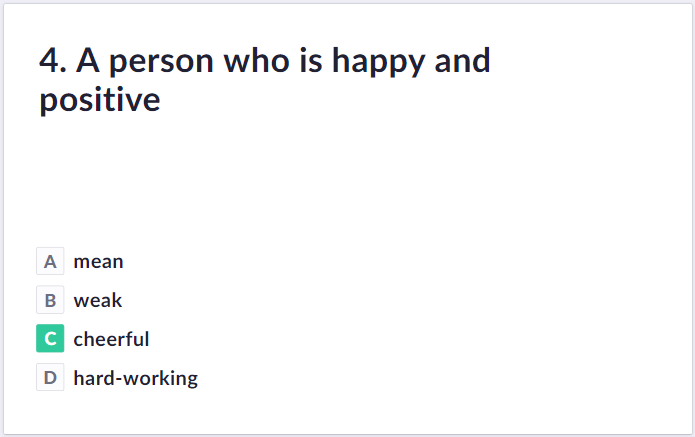 4. A person who is happy and
positive
A mean
B weak
C cheerful
D hard-working